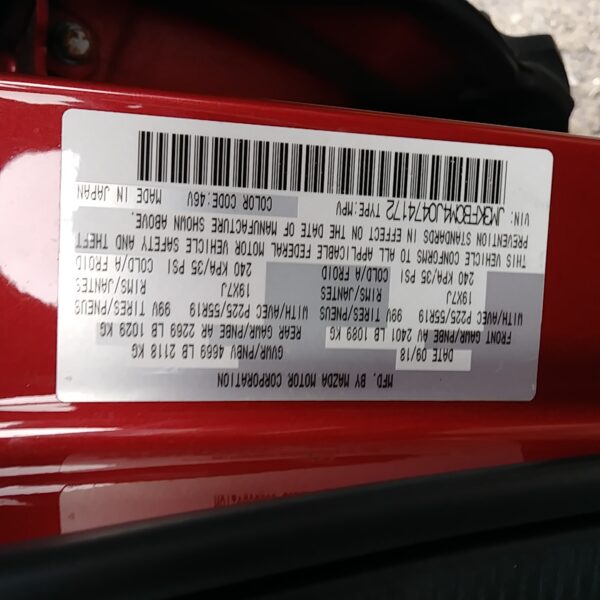 MFD. BY MAZDA MOTOR CORPORATION
DATE 09/18 GVWR/PNBV 4669 LB 2118 KG
FRONT GAWR/PNBE AV 2401 LB 1089 KG REAR GAWR/PNBE AR 2269 LB 1029 KG
WITH/AVEC P225/55R19 99V TIRES/PNEUS WITH/AVEC P225/55R19 99V TIRES/PNEUS
19X7J RIMS/JANTES 19X7J RIMS/JANTES
240 KPA/35 PSI COLD/A FROID 240 KPA/35 PSI COLD/A FROID
THIS VEHICLE CONFORMS TO ALL APPLICABLE FEDERAL MOTOR VEHICLE SAFETY AND THEFT
PREVENTION STANDARDS IN EFFECT ON THE DATE OF MANUFACTURE SHOWN ABOVE.
VIN: JM3KFBCM4J0474172 TYPE:MPV COLOR CODE:46V MADE IN JAPAN